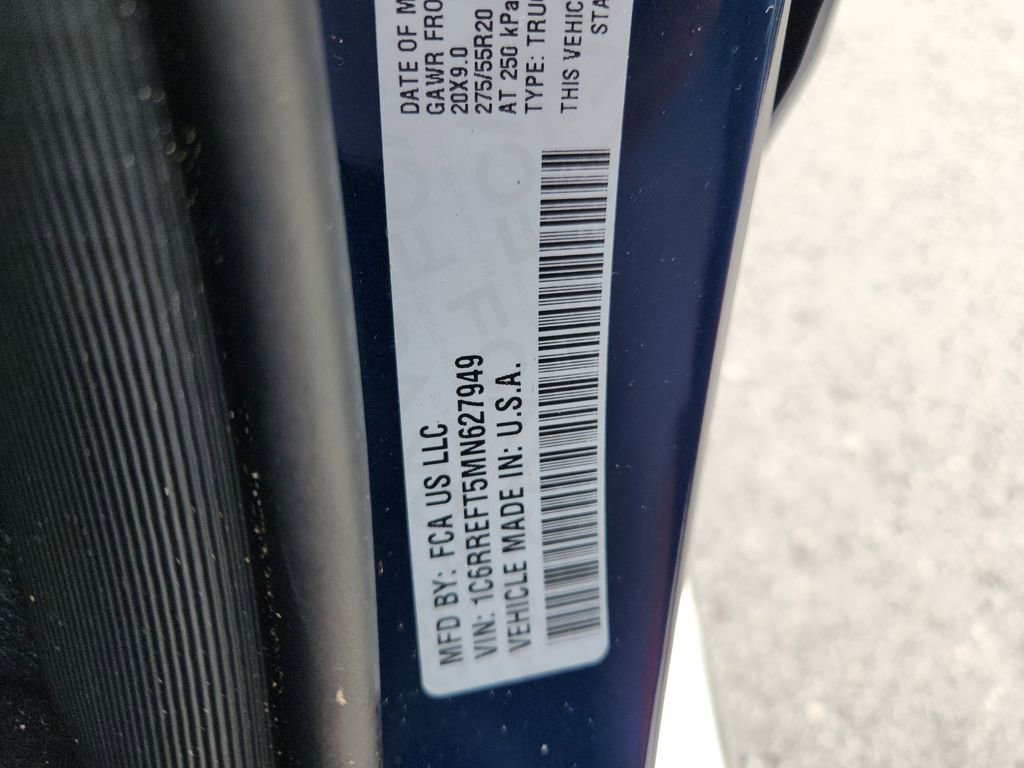 MFD BY: FCA US LLC
VIN: 1C6RREFT5MN627949
VEHICLE MADE IN: U.S.A.
DATE OF M
GAWR FRO
20X9.0
275/55R20
AT 250 kPa
TYPE: TRU
THIS VEHIC
STA